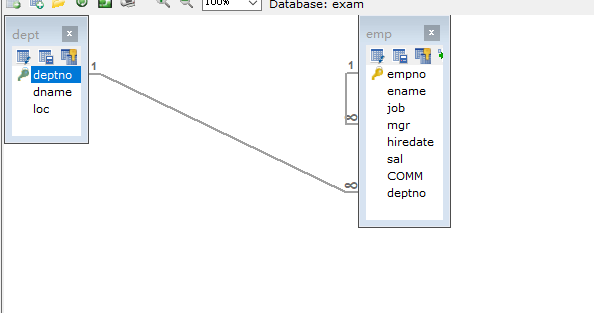 100%
Database: exam
dept
x
deptno
dname
loc
1
emp
x
empno
ename
job
mgr
hiredate
sal
COMM
deptno
1
∞
∞